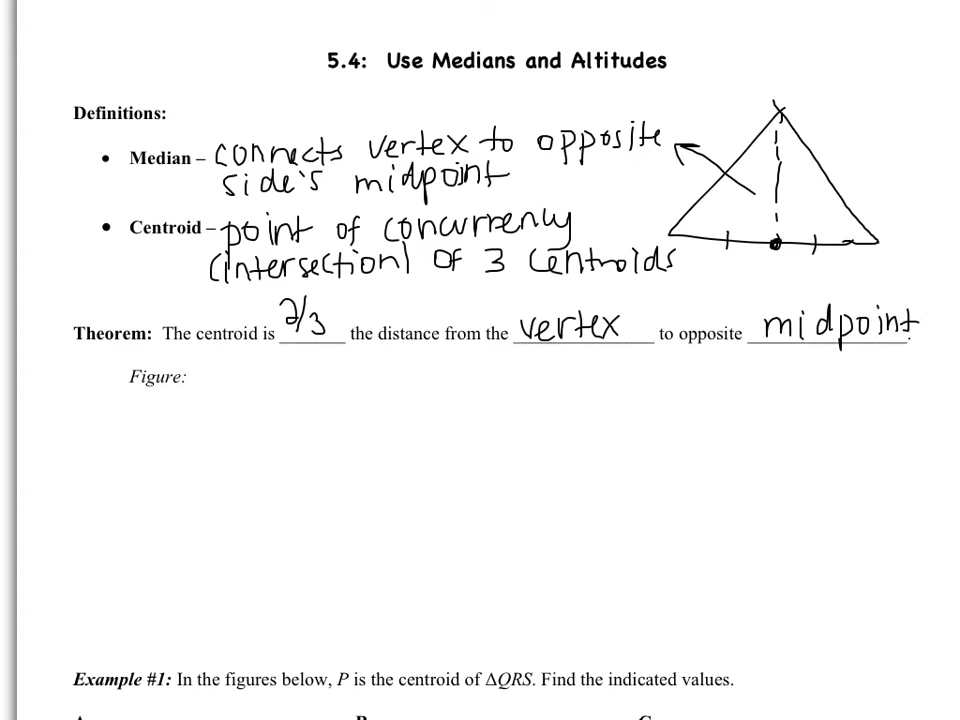 5.4: Use Medians and Altitudes
Definitions:
• Median – connects vertex to opposite
side's midpoint
• Centroid – point of concurrency
(intersection) of 3 centroids
Theorem: The centroid is 2/3 the distance from the vertex to opposite midpoint.
Figure:
Example #1: In the figures below, P is the centroid of ΔQRS. Find the indicated values.